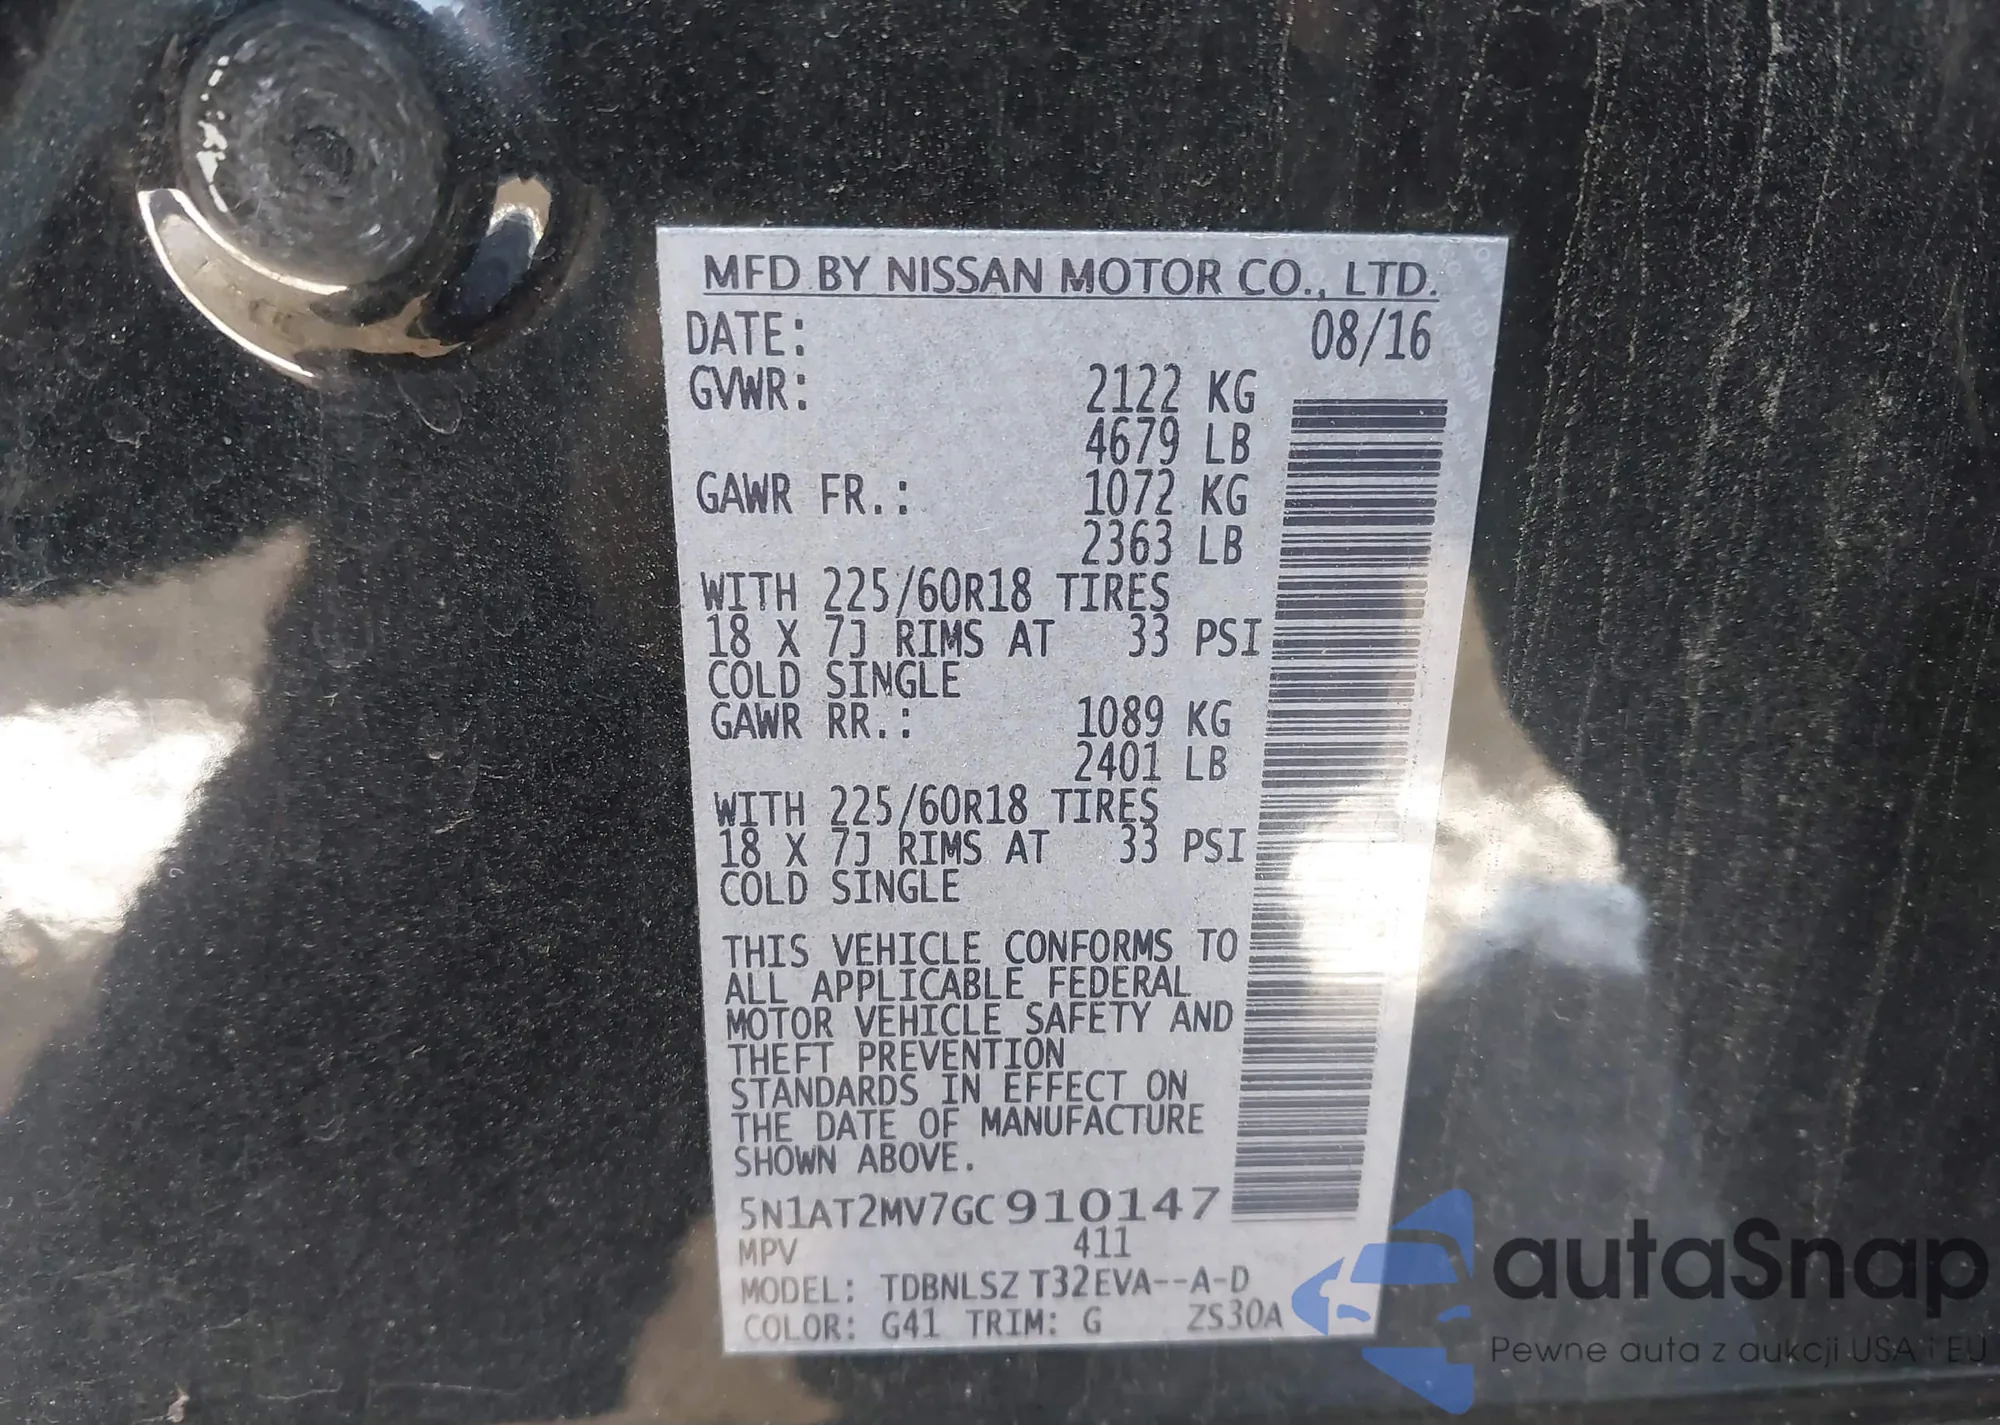 MFD BY NISSAN MOTOR CO., LTD.
DATE: 08/16
GVWR: 2122 KG
4679 LB
GAWR FR.: 1072 KG
2363 LB
WITH 225/60R18 TIRES
18 X 7J RIMS AT 33 PSI
COLD SINGLE
GAWR RR.: 1089 KG
2401 LB
WITH 225/60R18 TIRES
18 X 7J RIMS AT 33 PSI
COLD SINGLE
THIS VEHICLE CONFORMS TO
ALL APPLICABLE FEDERAL
MOTOR VEHICLE SAFETY AND
THEFT PREVENTION
STANDARDS IN EFFECT ON
THE DATE OF MANUFACTURE
SHOWN ABOVE.
5N1AT2MV7GC910147
MPV 411
MODEL: TDBNLSZ T32EVA--A-D
COLOR: G41 TRIM: G ZS30A
autaSnap
Pewne auta z aukcji USA i EU